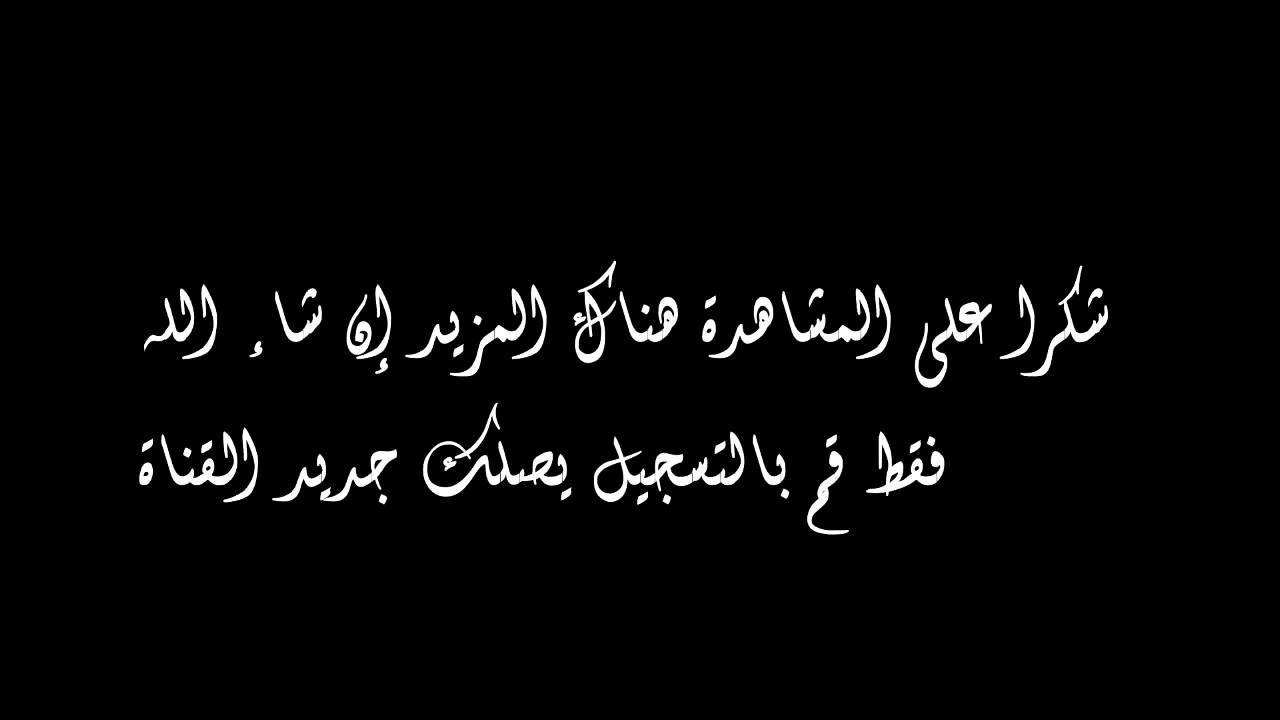 شكرا على المشاهدة هناك المزيد إن شاء الله
فقط قم بالتسجيل يصلك جديد القناة